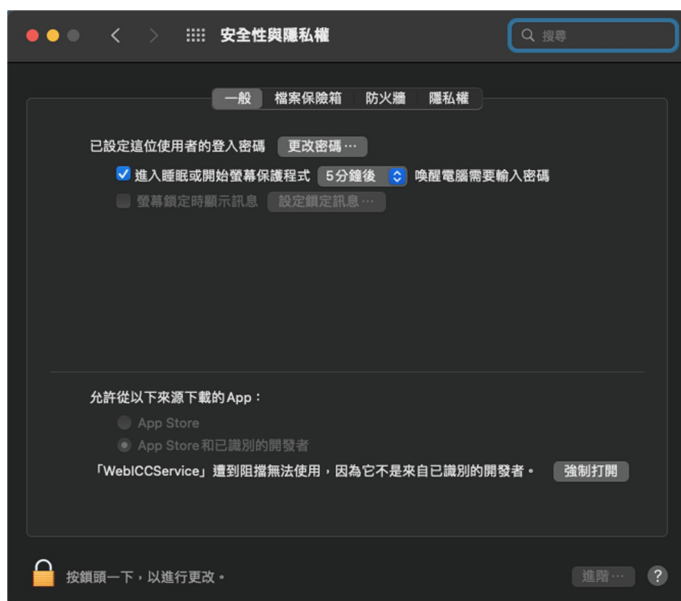 安全性與隱私權
搜尋
一般 檔案保險箱 防火牆 隱私權
已設定這位使用者的登入密碼 更改密碼⋯
進入睡眠或開始螢幕保護程式 5分鐘後 喚醒電腦需要輸入密碼
螢幕鎖定時顯示訊息 設定鎖定訊息⋯
允許從以下來源下載的App：
App Store
App Store和已識別的開發者
「WebICCService」遭到阻擋無法使用，因為它不是來自已識別的開發者。 強制打開
按鎖頭一下，以進行更改。 進階⋯ ?